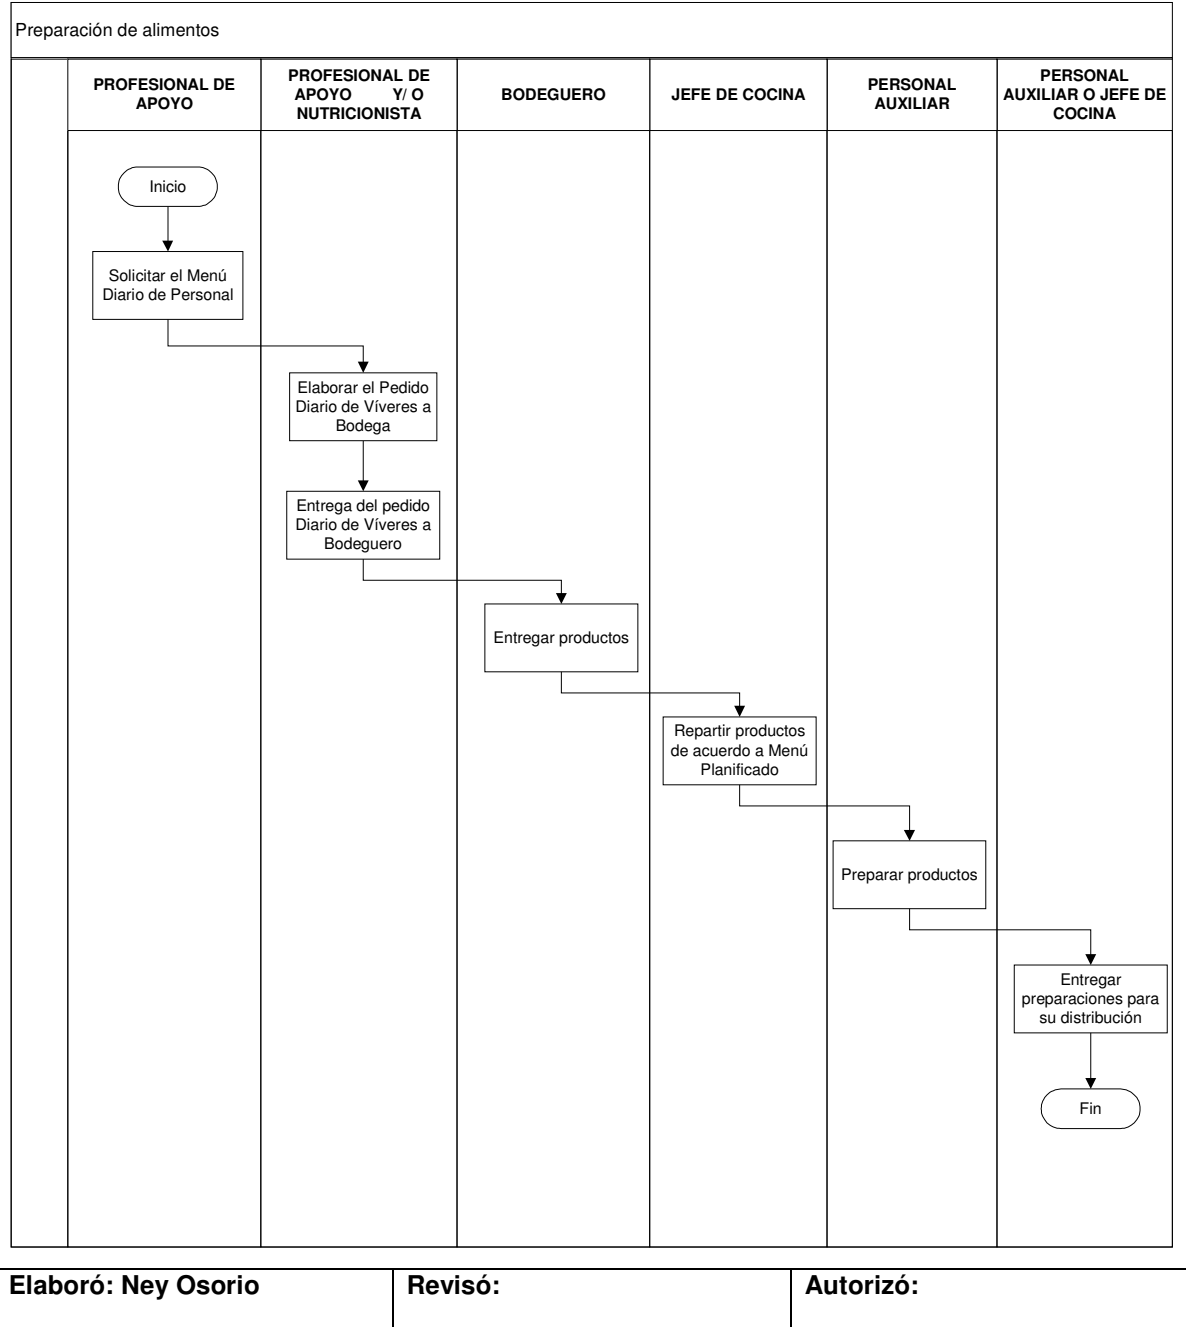 Preparación de alimentos
PROFESIONAL DE
APOYO
PROFESIONAL DE
APOYO Y/ O
NUTRICIONISTA
BODEGUERO
JEFE DE COCINA
PERSONAL
AUXILIAR
PERSONAL
AUXILIAR O JEFE DE
COCINA
Inicio
Solicitar el Menú
Diario de Personal
Elaborar el Pedido
Diario de Víveres a
Bodega
Entrega del pedido
Diario de Víveres a
Bodeguero
Entregar productos
Repartir productos
de acuerdo a Menú
Planificado
Preparar productos
Entregar
preparaciones para
su distribución
Fin
Elaboró: Ney Osorio
Revisó:
Autorizó: